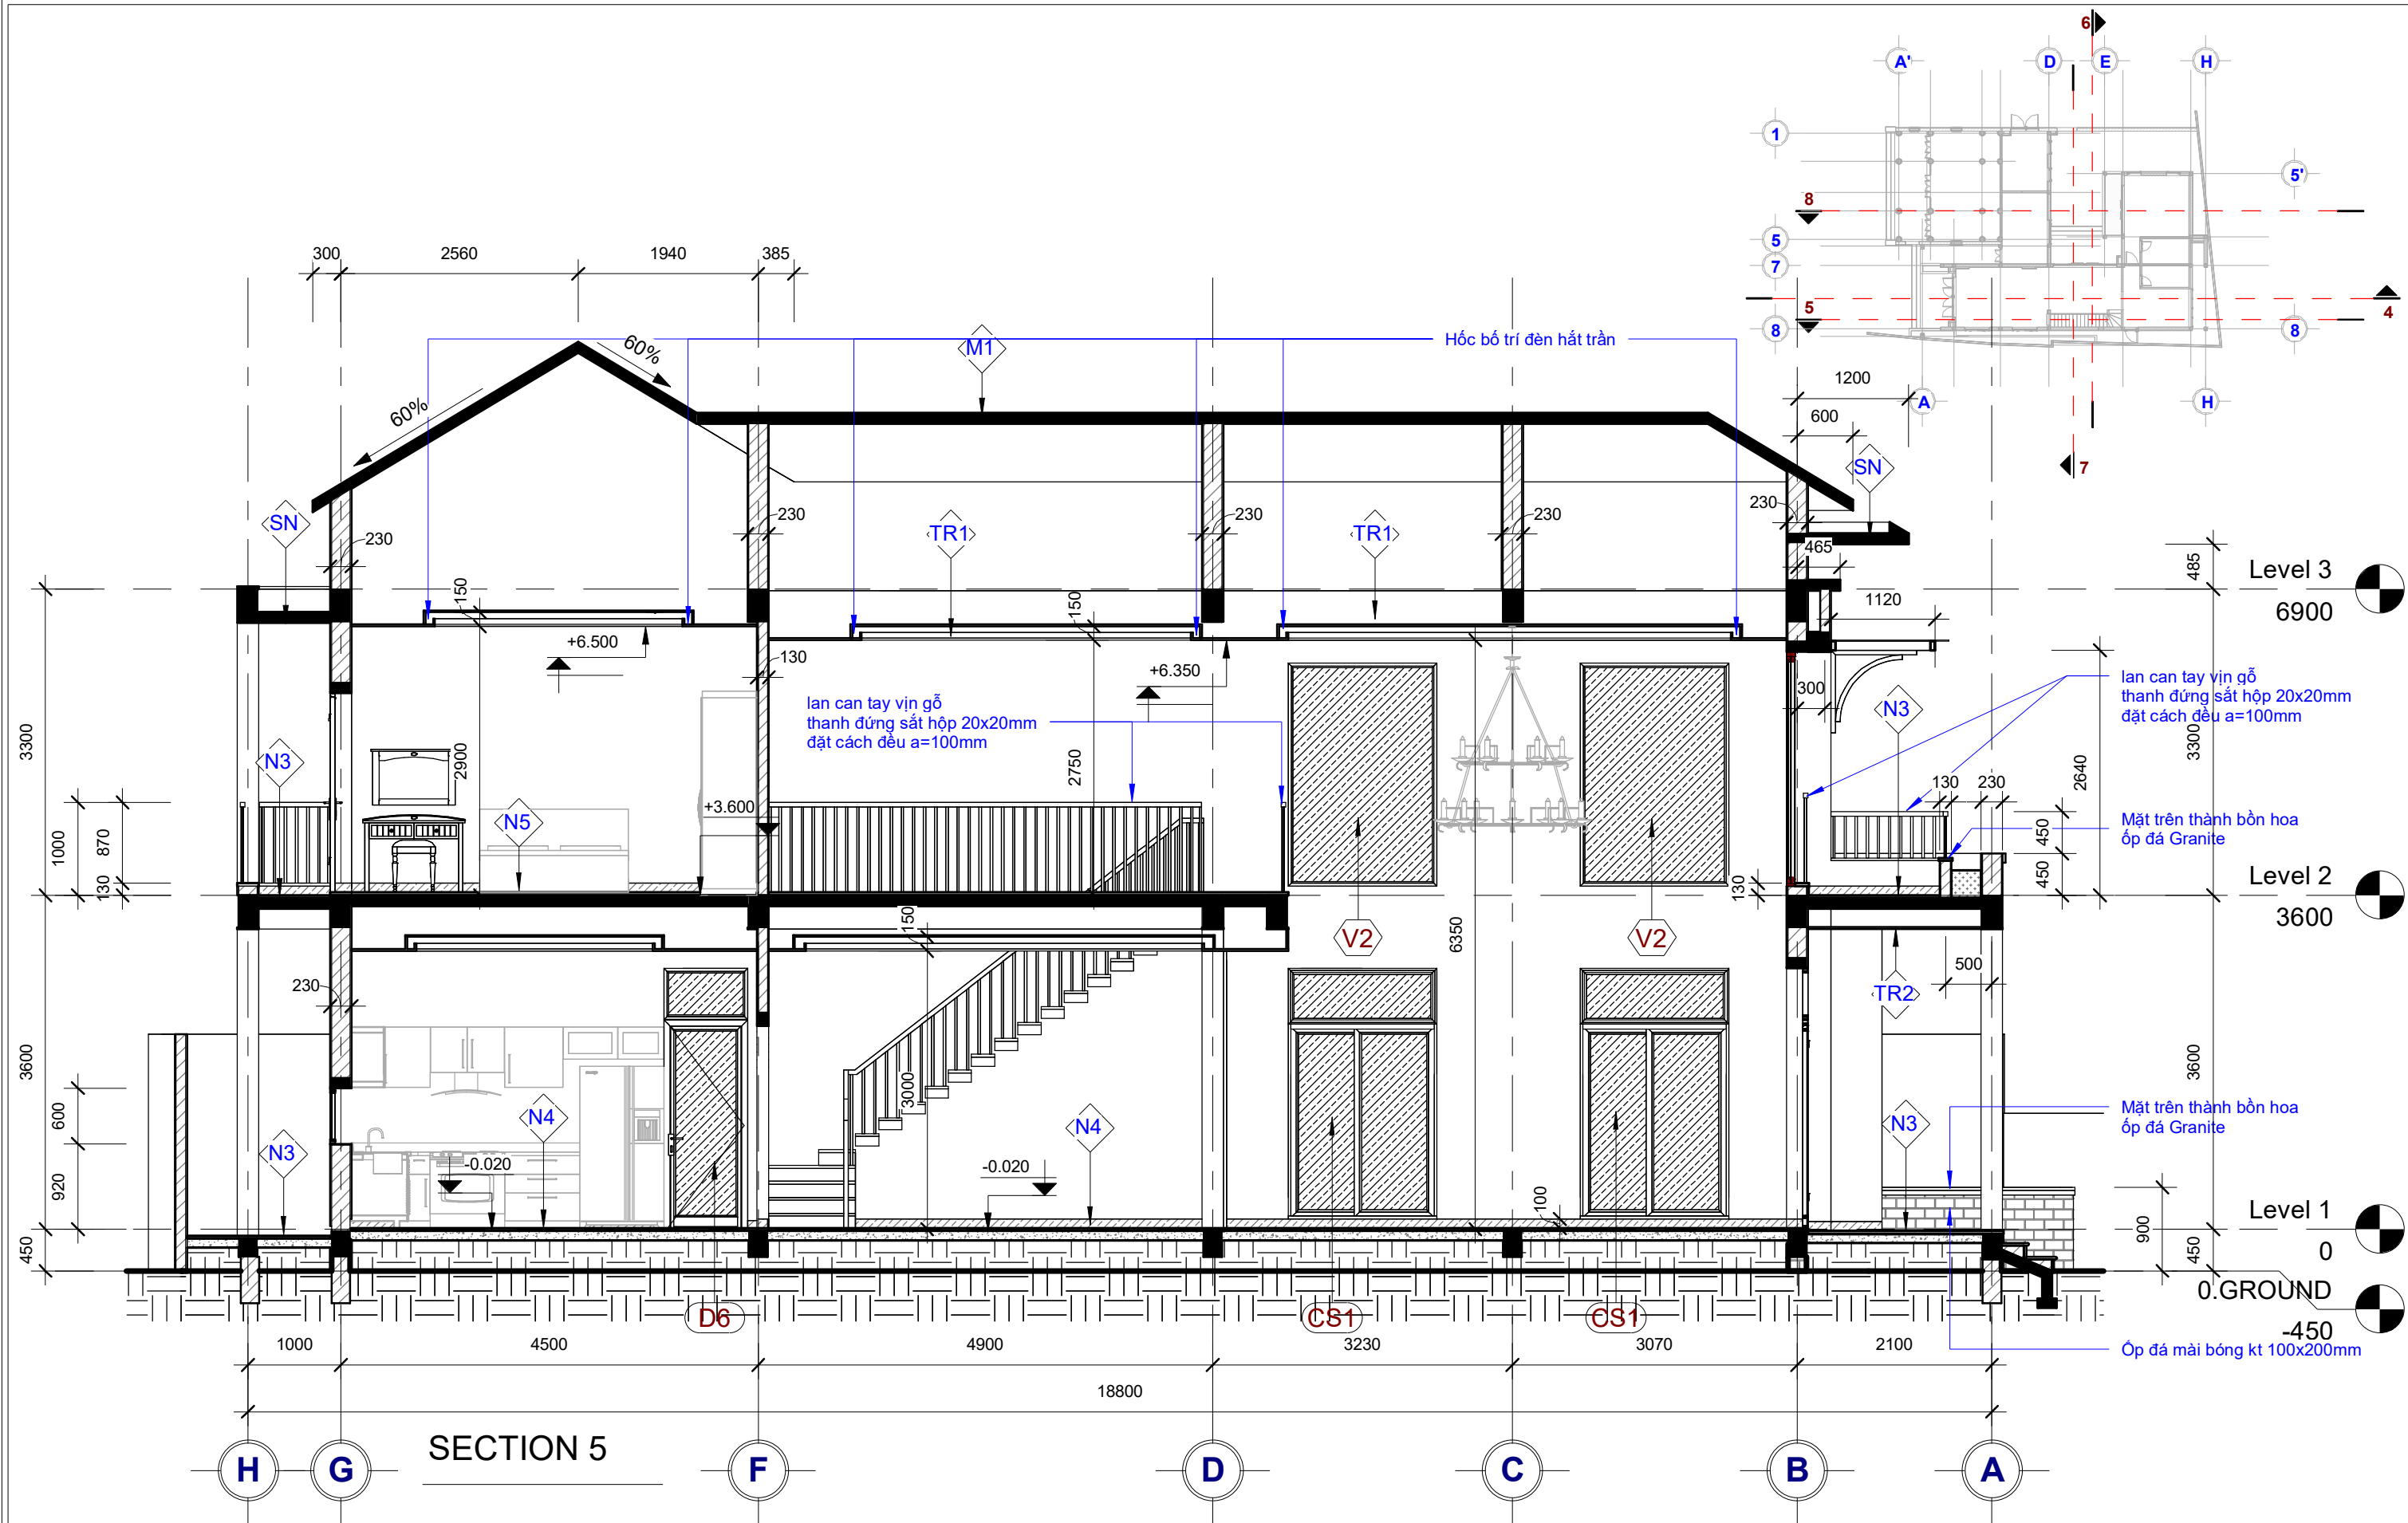 6
A'
D
E
H
1
5'
8
5
7
5
4
8
8
A
H
7
300
2560
1940
385
60%
60%
M1
Hốc bố trí đèn hắt trần
1200
600
SN
SN
230
230
TR1
230
TR1
230
230
465
485
Level 3
6900
150
150
1120
+6.500
130
+6.350
lan can tay vịn gỗ
thanh đứng sắt hộp 20x20mm
đặt cách đều a=100mm
lan can tay vịn gỗ
thanh đứng sắt hộp 20x20mm
đặt cách đều a=100mm
300
N3
3300
3300
2900
2750
2640
N3
130
230
+3.600
N5
1000
870
130
450
450
Mặt trên thành bồn hoa
ốp đá Granite
130
Level 2
3600
150
V2
V2
6350
500
230
TR2
3600
3600
3000
600
920
N4
N4
N3
N3
Mặt trên thành bồn hoa
ốp đá Granite
-0.020
-0.020
100
900
450
450
Level 1
0
0.GROUND
-450
D6
CS1
CS1
1000
4500
4900
3230
3070
2100
Ốp đá mài bóng kt 100x200mm
18800
SECTION 5
H
G
F
D
C
B
A